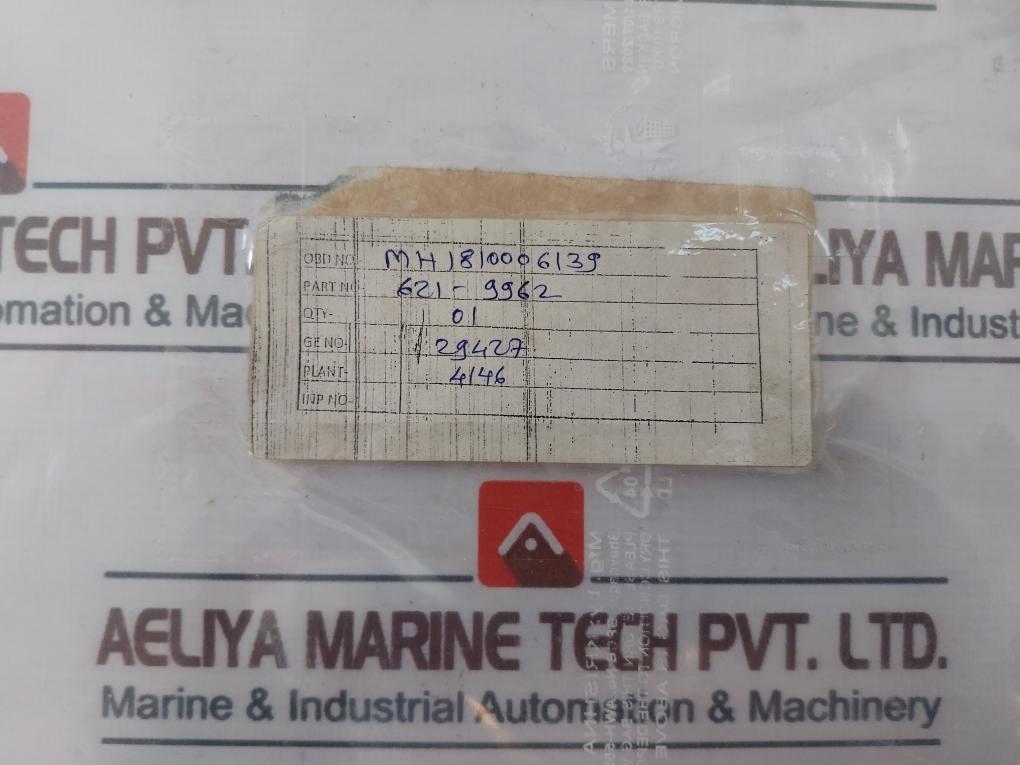 TECH PVT.
omation & Ma
ELIYA MAR
ne & Indust
OBD NO- MH1810006139
PART NO- 621-9962
QTY- 01
GE NO- 29427
PLANT- 4146
INP NO-
AELIYA MARINE TECH PVT. LTD.
Marine & Industrial Automation & Machinery